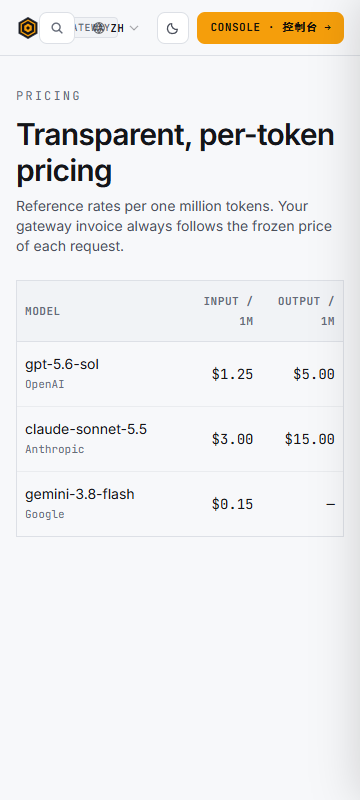 ZH
CONSOLE · 控制台 →
PRICING
Transparent, per-token
pricing
Reference rates per one million tokens. Your
gateway invoice always follows the frozen price
of each request.
MODEL
INPUT /
1M
OUTPUT /
1M
gpt-5.6-sol
OpenAI
$1.25
$5.00
claude-sonnet-5.5
Anthropic
$3.00
$15.00
gemini-3.8-flash
Google
$0.15
—